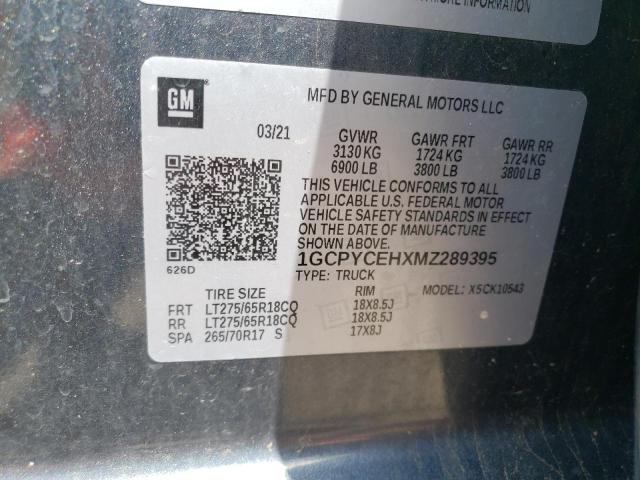 MORE INFORMATION
GM
MFD BY GENERAL MOTORS LLC
03/21
GVWR GAWR FRT GAWR RR
3130 KG 1724 KG 1724 KG
6900 LB 3800 LB 3800 LB
THIS VEHICLE CONFORMS TO ALL
APPLICABLE U.S. FEDERAL MOTOR
VEHICLE SAFETY STANDARDS IN EFFECT
ON THE DATE OF MANUFACTURE
SHOWN ABOVE.
626D
1GCPYCEHXMZ289395
TYPE: TRUCK MODEL: X5CK10543
TIRE SIZE RIM
FRT LT275/65R18CQ 18X8.5J
RR LT275/65R18CQ 18X8.5J
SPA 265/70R17 S 17X8J